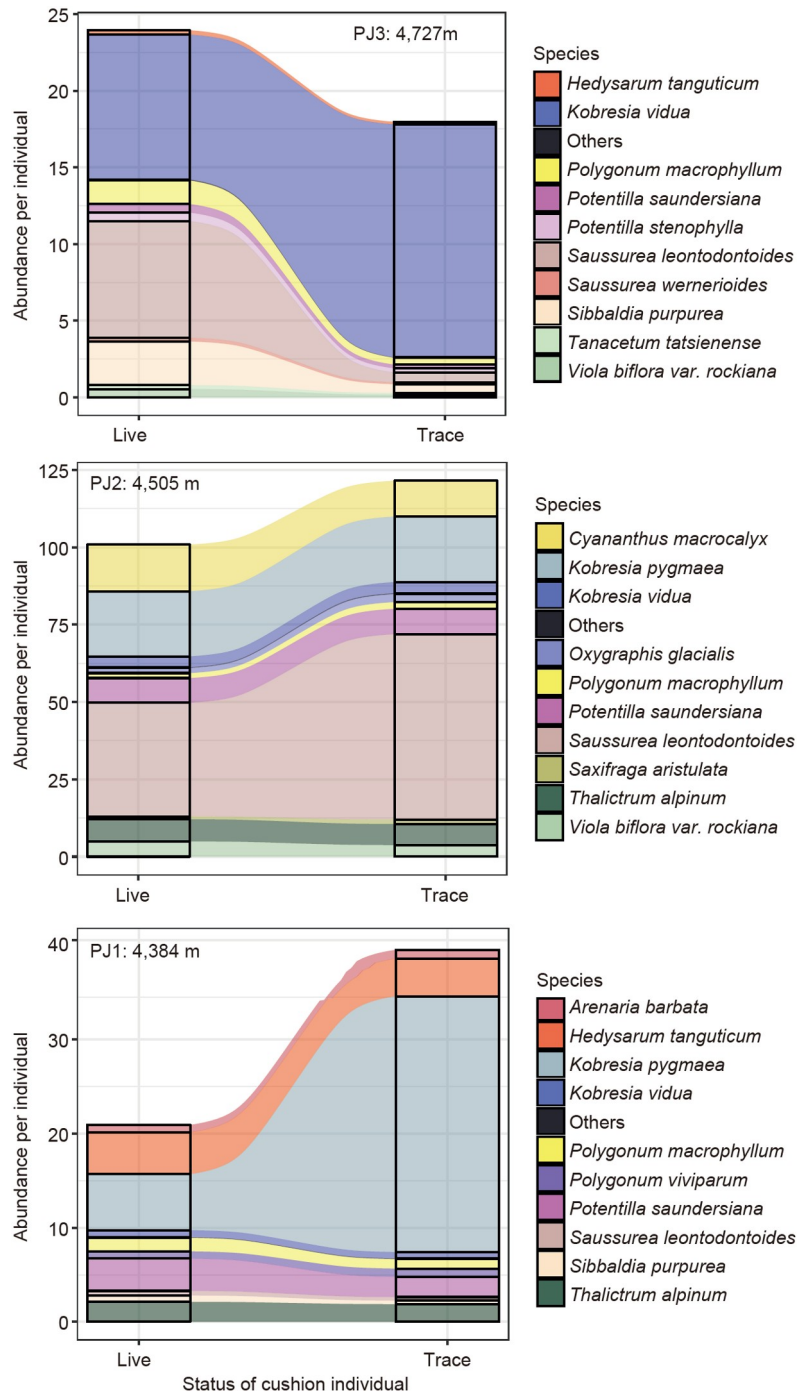 PJ3: 4,727m
Abundance per individual
25
20
15
10
5
0
Live
Trace
Species
Hedysarum tanguticum
Kobresia vidua
Others
Polygonum macrophyllum
Potentilla saundersiana
Potentilla stenophylla
Saussurea leontodontoides
Saussurea wernerioides
Sibbaldia purpurea
Tanacetum tatsienense
Viola biflora var. rockiana
PJ2: 4,505 m
Abundance per individual
125
100
75
50
25
0
Live
Trace
Species
Cyananthus macrocalyx
Kobresia pygmaea
Kobresia vidua
Others
Oxygraphis glacialis
Polygonum macrophyllum
Potentilla saundersiana
Saussurea leontodontoides
Saxifraga aristulata
Thalictrum alpinum
Viola biflora var. rockiana
PJ1: 4,384 m
Abundance per individual
40
30
20
10
0
Live
Trace
Status of cushion individual
Species
Arenaria barbata
Hedysarum tanguticum
Kobresia pygmaea
Kobresia vidua
Others
Polygonum macrophyllum
Polygonum viviparum
Potentilla saundersiana
Saussurea leontodontoides
Sibbaldia purpurea
Thalictrum alpinum